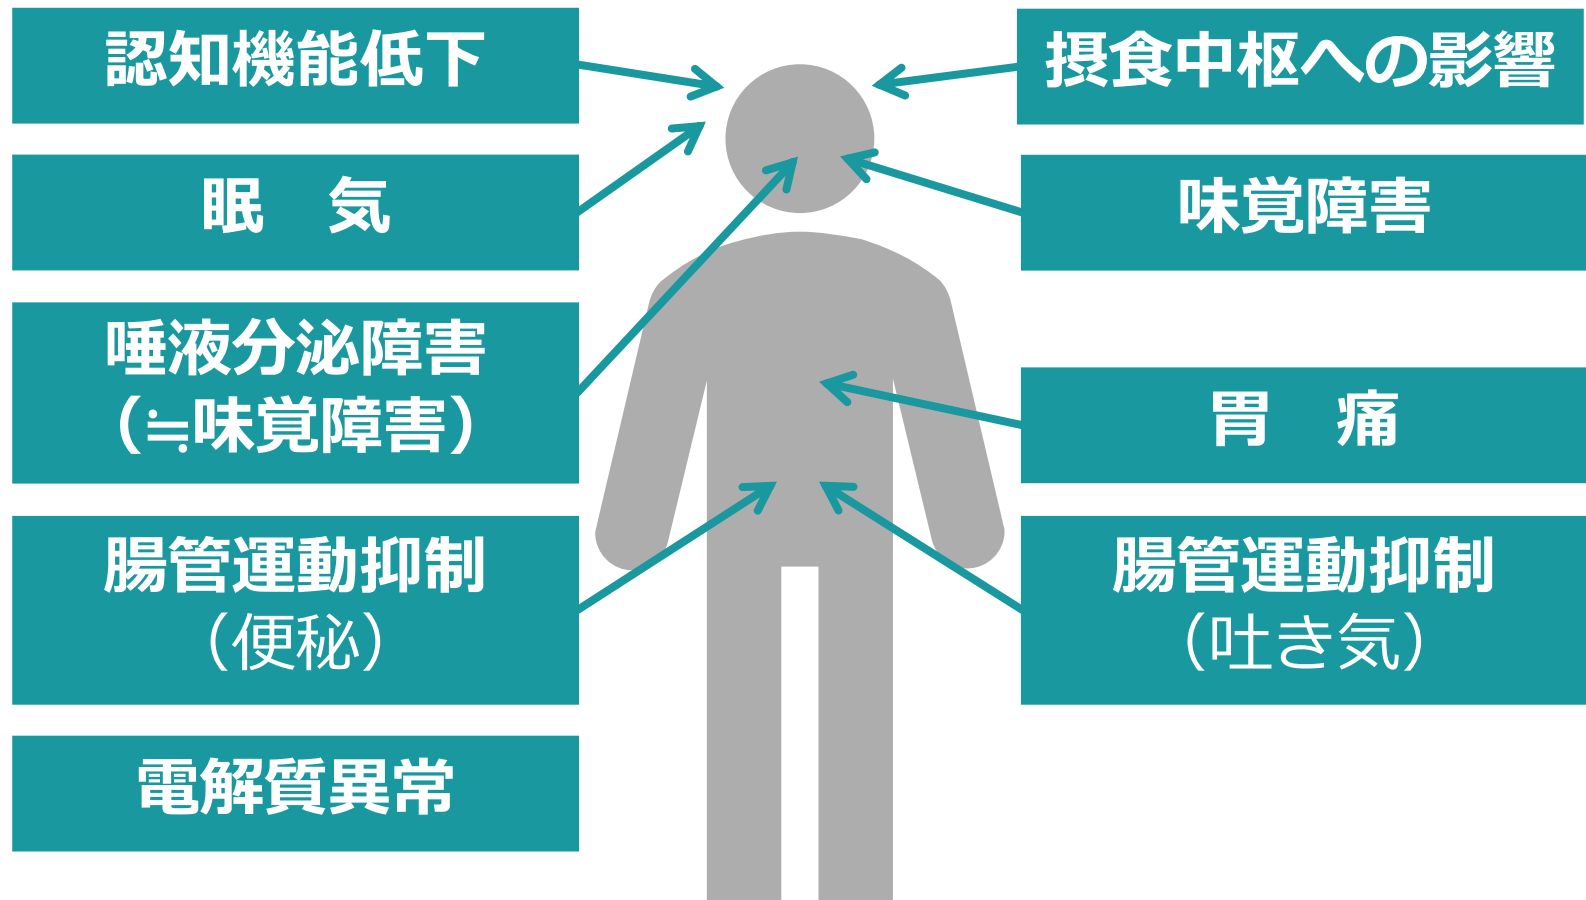 認知機能低下
眠　気
唾液分泌障害
（≒味覚障害）
腸管運動抑制
（便秘）
電解質異常
摂食中枢への影響
味覚障害
胃　痛
腸管運動抑制
（吐き気）